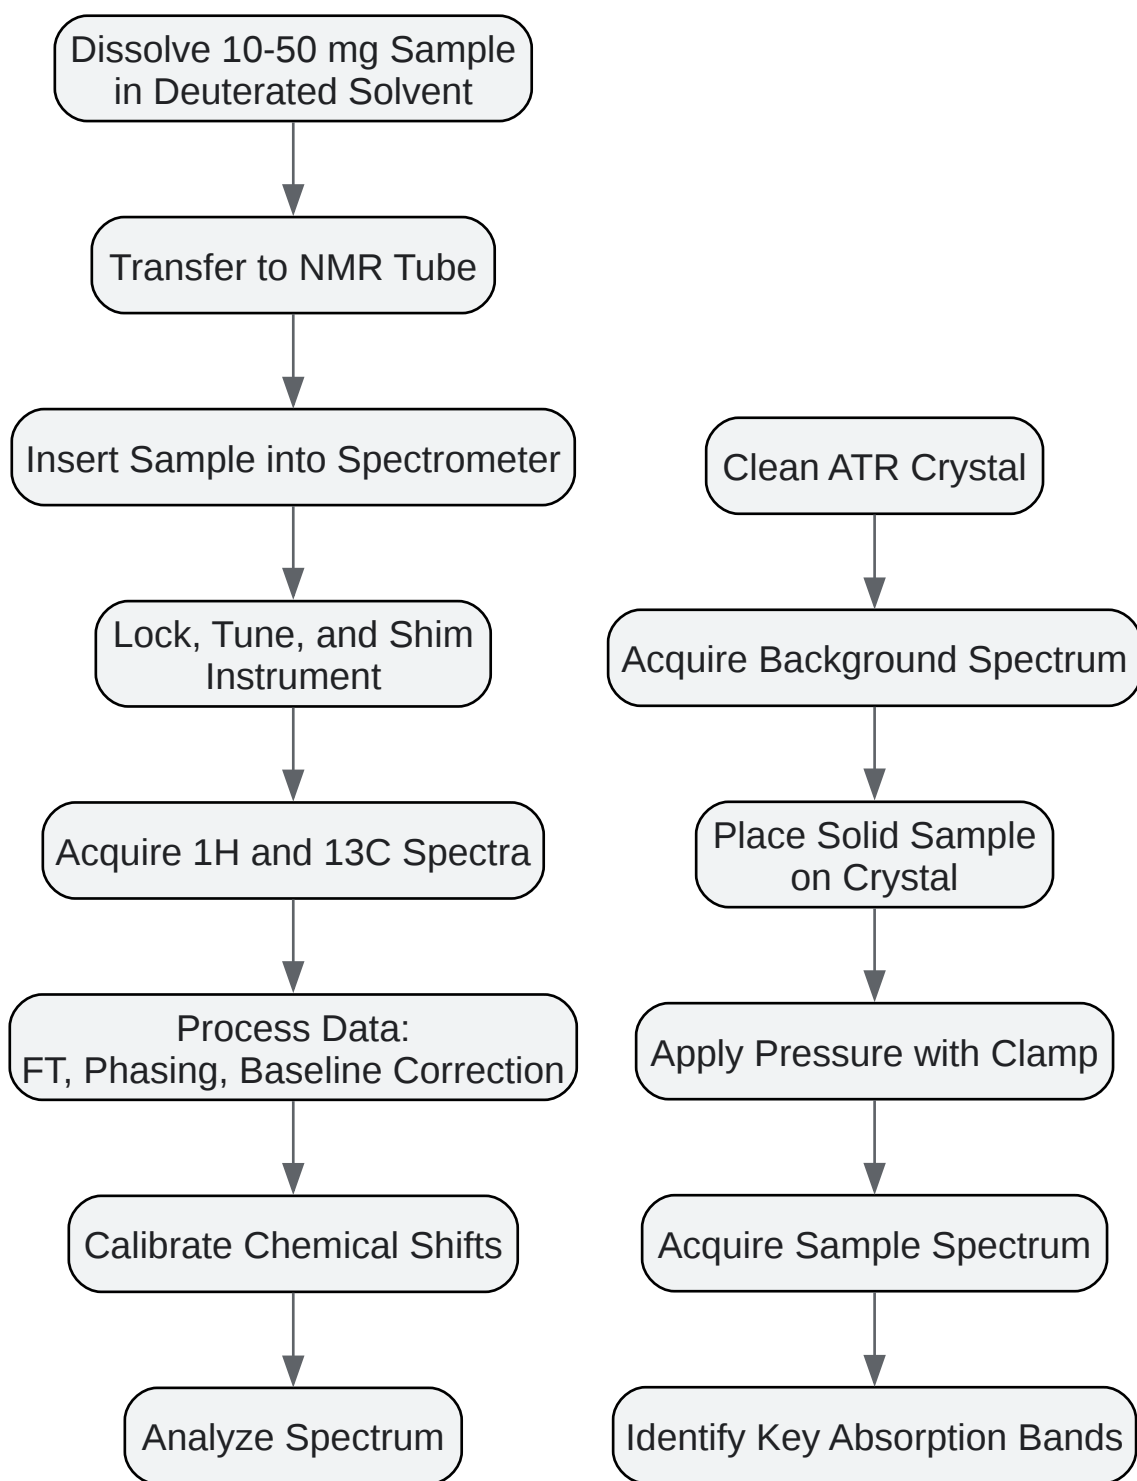 Dissolve 10-50 mg Sample
in Deuterated Solvent
Transfer to NMR Tube
Insert Sample into Spectrometer
Lock, Tune, and Shim
Instrument
Acquire 1H and 13C Spectra
Process Data:
FT, Phasing, Baseline Correction
Calibrate Chemical Shifts
Analyze Spectrum
Clean ATR Crystal
Acquire Background Spectrum
Place Solid Sample
on Crystal
Apply Pressure with Clamp
Acquire Sample Spectrum
Identify Key Absorption Bands